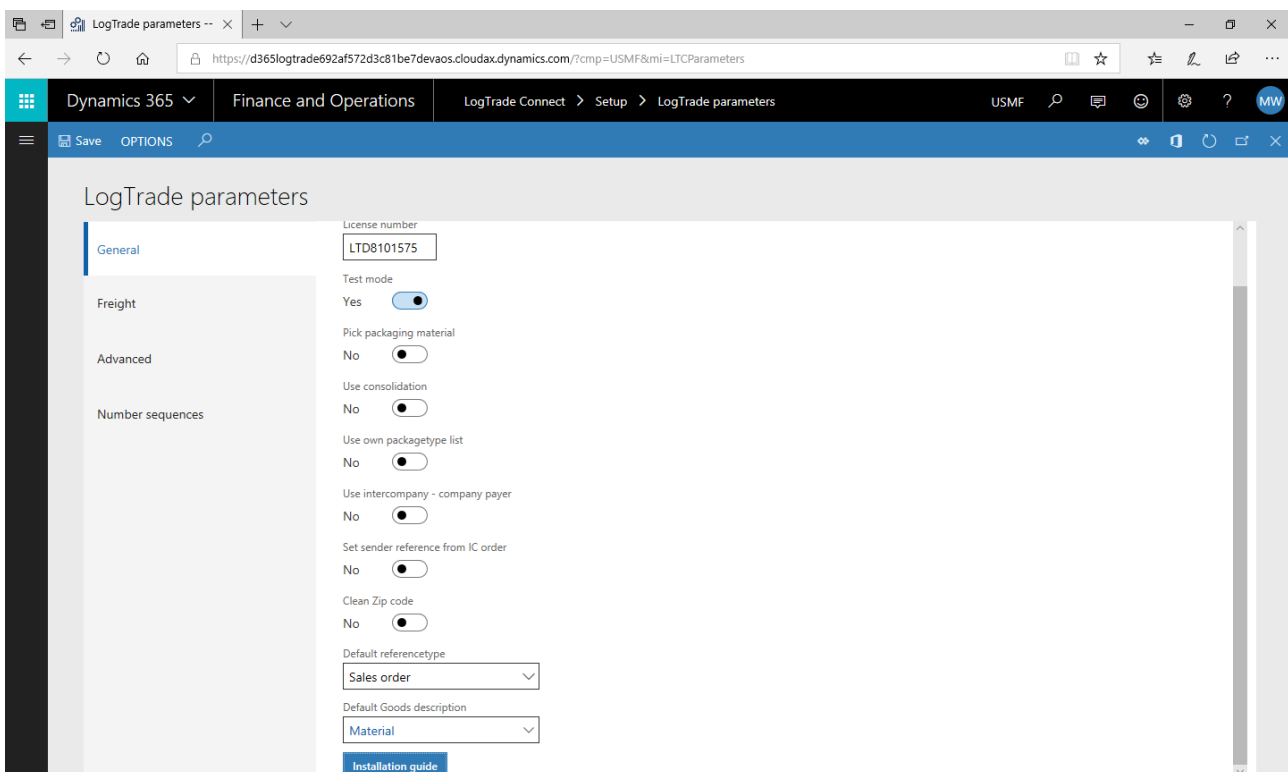 LogTrade parameters --
https://d365logtrade692af572d3c81be7devaos.cloudax.dynamics.com/?cmp=USMF&mi=LTCParameters
Dynamics 365 Finance and Operations LogTrade Connect > Setup > LogTrade parameters USMF ? MW
Save OPTIONS
LogTrade parameters
General
Freight
Advanced
Number sequences
License number
LTD8101575
Test mode
Yes
Pick packaging material
No
Use consolidation
No
Use own packagetype list
No
Use intercompany - company payer
No
Set sender reference from IC order
No
Clean Zip code
No
Default referencetype
Sales order
Default Goods description
Material
Installation guide